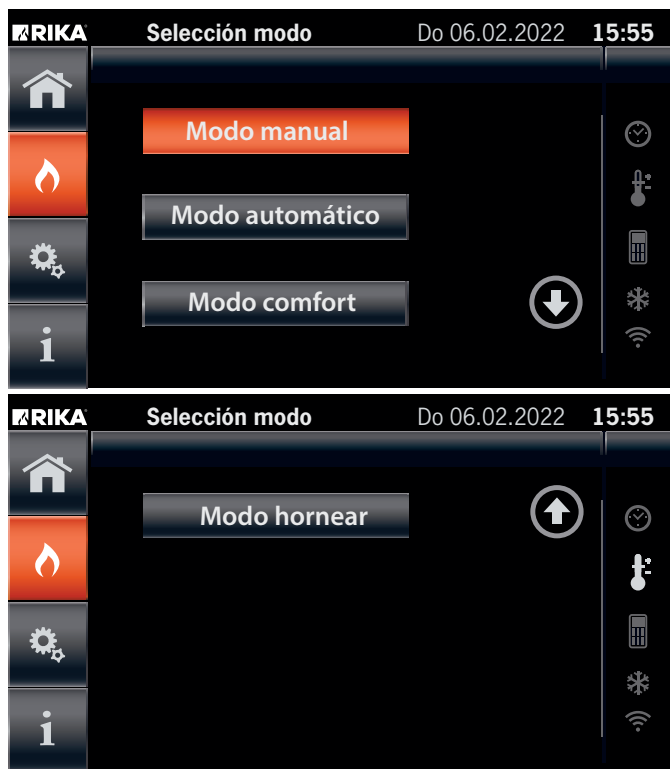 RIKA Selección modo Do 06.02.2022 15:55
Modo manual
Modo automático
Modo comfort
i
RIKA Selección modo Do 06.02.2022 15:55
Modo hornear
i